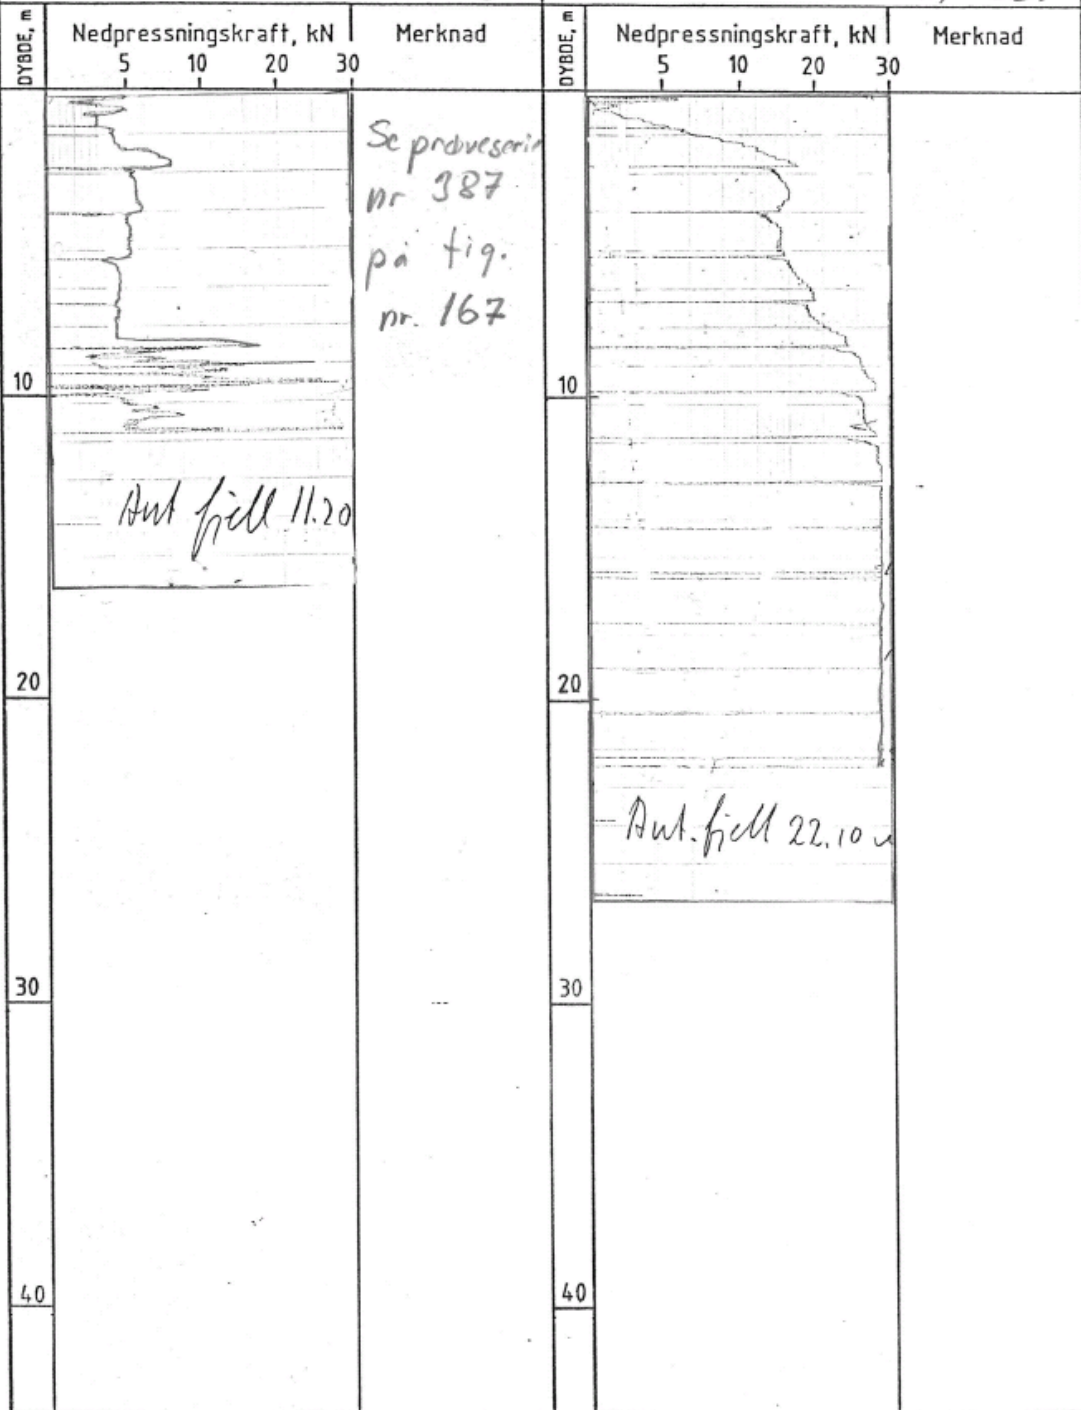 DYBDE, m
Nedpressningskraft, kN
Merknad
5 10 20 30
Se prøveserie
nr 387
på fig.
nr. 167
10
Ant fjell 11.20
20
30
40
DYBDE, m
Nedpressningskraft, kN
Merknad
5 10 20 30
10
20
Ant. fjell 22.10
30
40